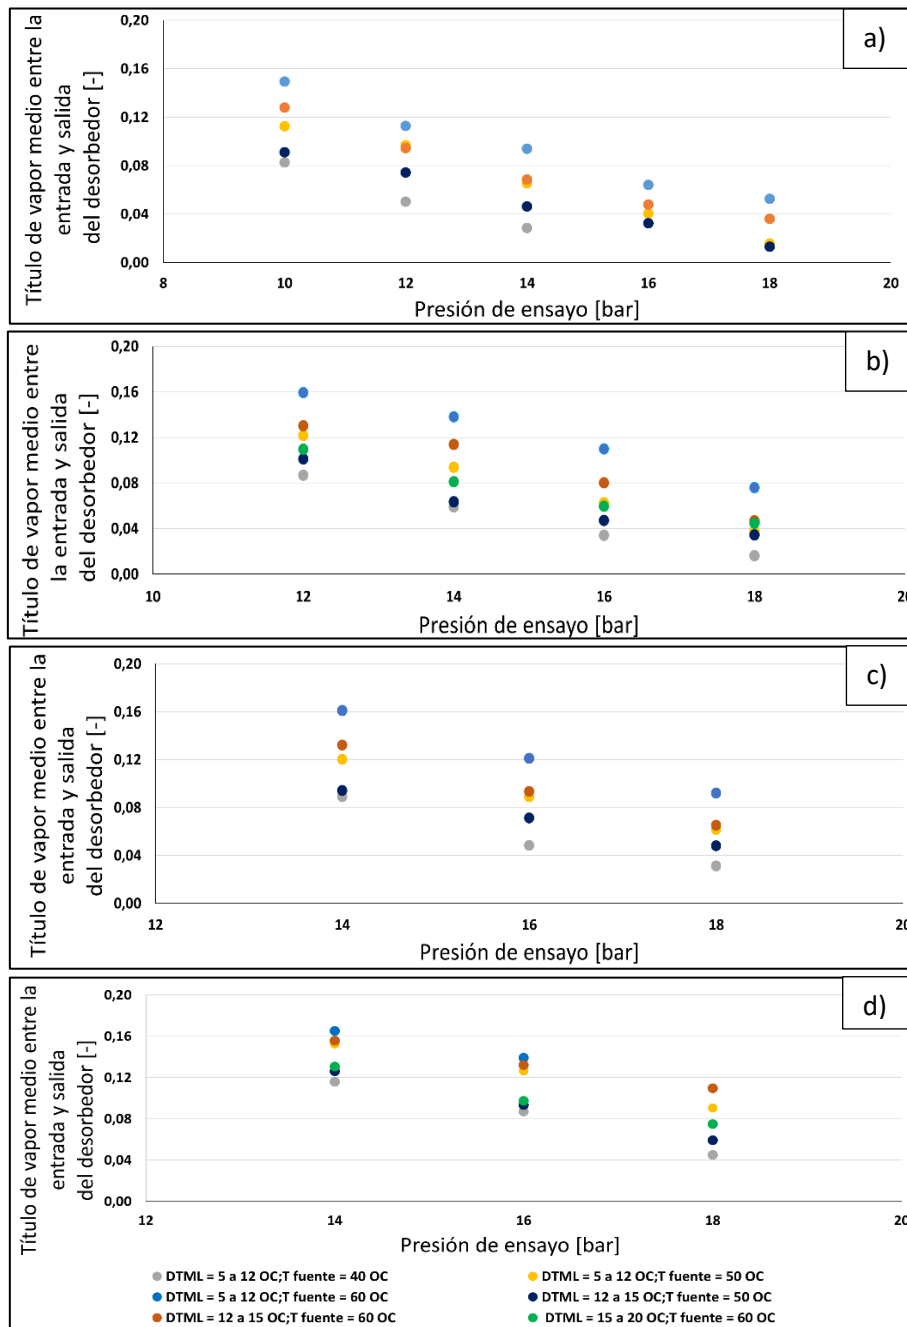 a)
Título de vapor medio entre la
entrada y salida
del desorbedor [-]
0,20
0,16
0,12
0,08
0,04
0,00
8 10 12 14 16 18 20
Presión de ensayo [bar]
b)
Título de vapor medio entre
la entrada y salida
del desorbedor [-]
0,20
0,16
0,12
0,08
0,04
0,00
10 12 14 16 18 20
Presión de ensayo [bar]
c)
Título de vapor medio entre la
entrada y salida
del desorbedor [-]
0,20
0,16
0,12
0,08
0,04
0,00
12 14 16 18 20
Presión de ensayo [bar]
d)
Título de vapor medio entre la
entrada y salida
del desorbedor [-]
0,20
0,16
0,12
0,08
0,04
0,00
12 14 16 18 20
Presión de ensayo [bar]
DTML = 5 a 12 OC;T fuente = 40 OC
DTML = 5 a 12 OC;T fuente = 50 OC
DTML = 5 a 12 OC;T fuente = 60 OC
DTML = 12 a 15 OC;T fuente = 50 OC
DTML = 12 a 15 OC;T fuente = 60 OC
DTML = 15 a 20 OC;T fuente = 60 OC